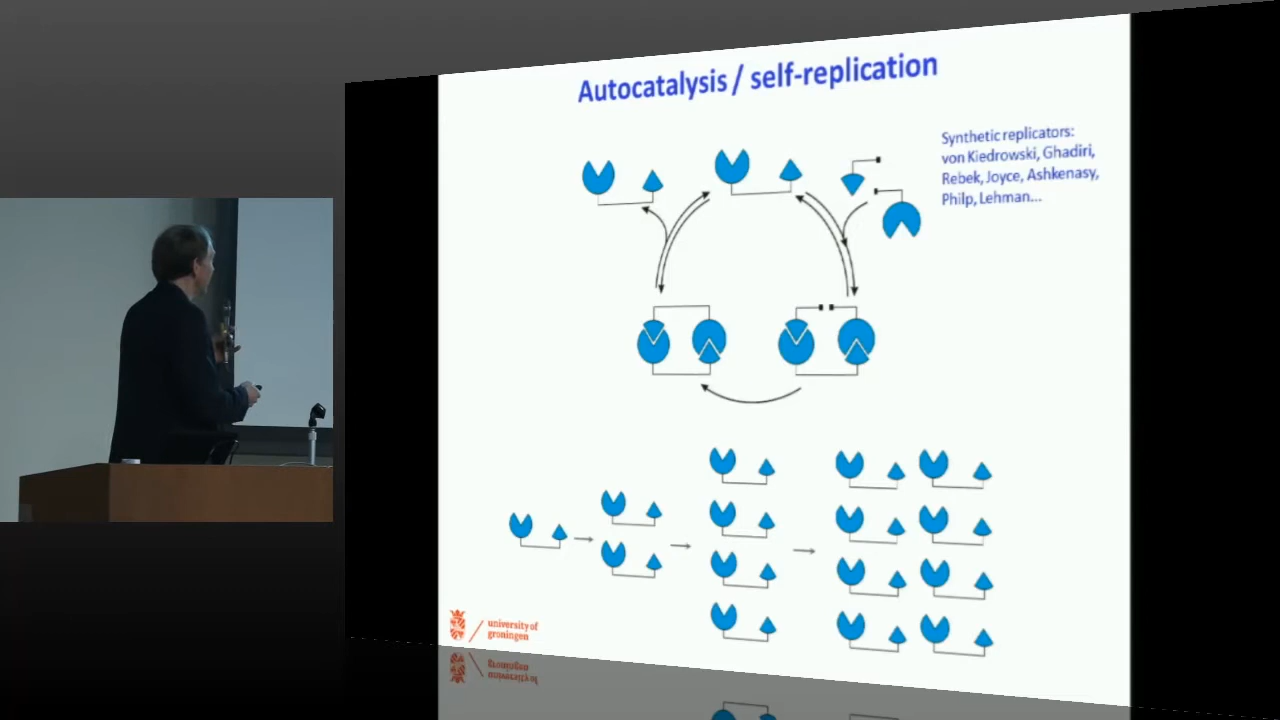 Autocatalysis / self-replication
Synthetic replicators:
von Kiedrowski, Ghadiri,
Rebek, Joyce, Ashkenasy,
Philp, Lehman...
university of
groningen